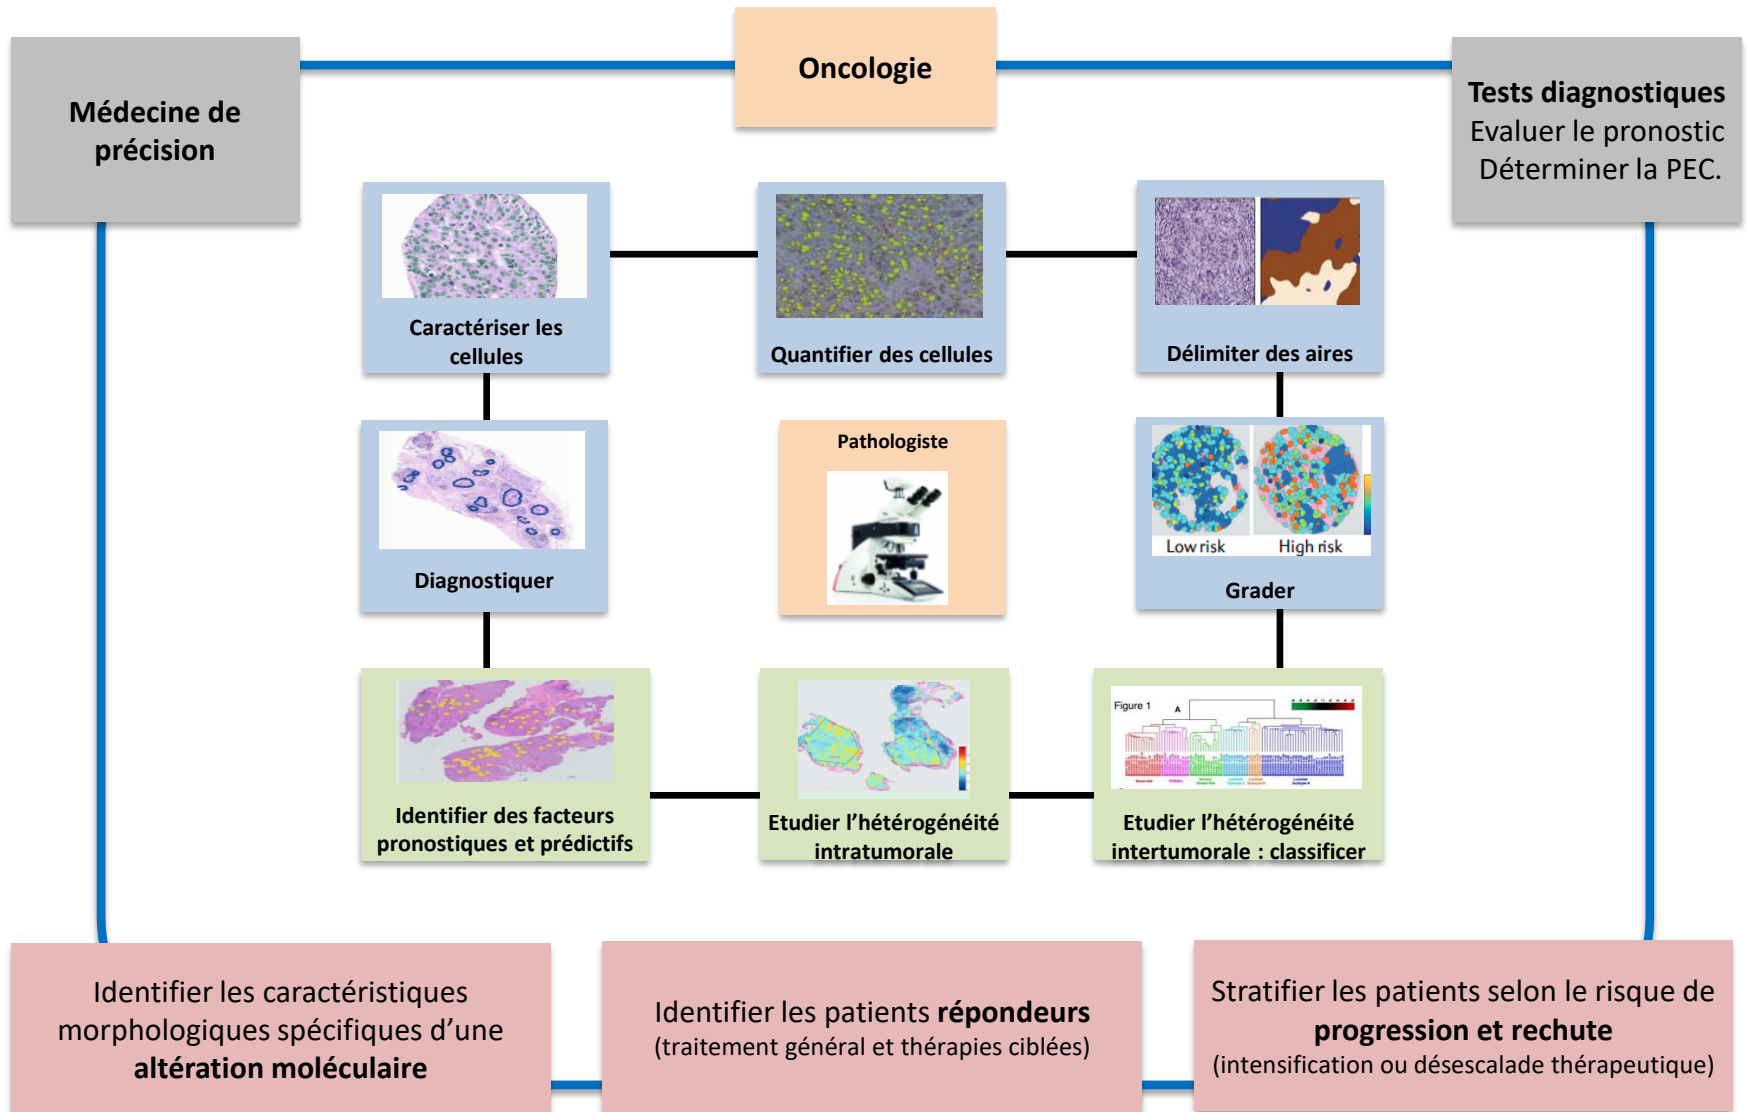 Oncologie
Médecine de
précision
Tests diagnostiques
Evaluer le pronostic
Déterminer la PEC.
Caractériser les
cellules
Quantifier des cellules
Délimiter des aires
Diagnostiquer
Pathologiste
Low risk
High risk
Grader
Identifier des facteurs
pronostiques et prédictifs
Etudier l’hétérogénéité
intratumorale
Figure 1
A
Etudier l’hétérogénéité
intertumorale : classificer
Identifier les caractéristiques
morphologiques spécifiques d’une
altération moléculaire
Identifier les patients répondeurs
(traitement général et thérapies ciblées)
Stratifier les patients selon le risque de
progression et rechute
(intensification ou désescalade thérapeutique)